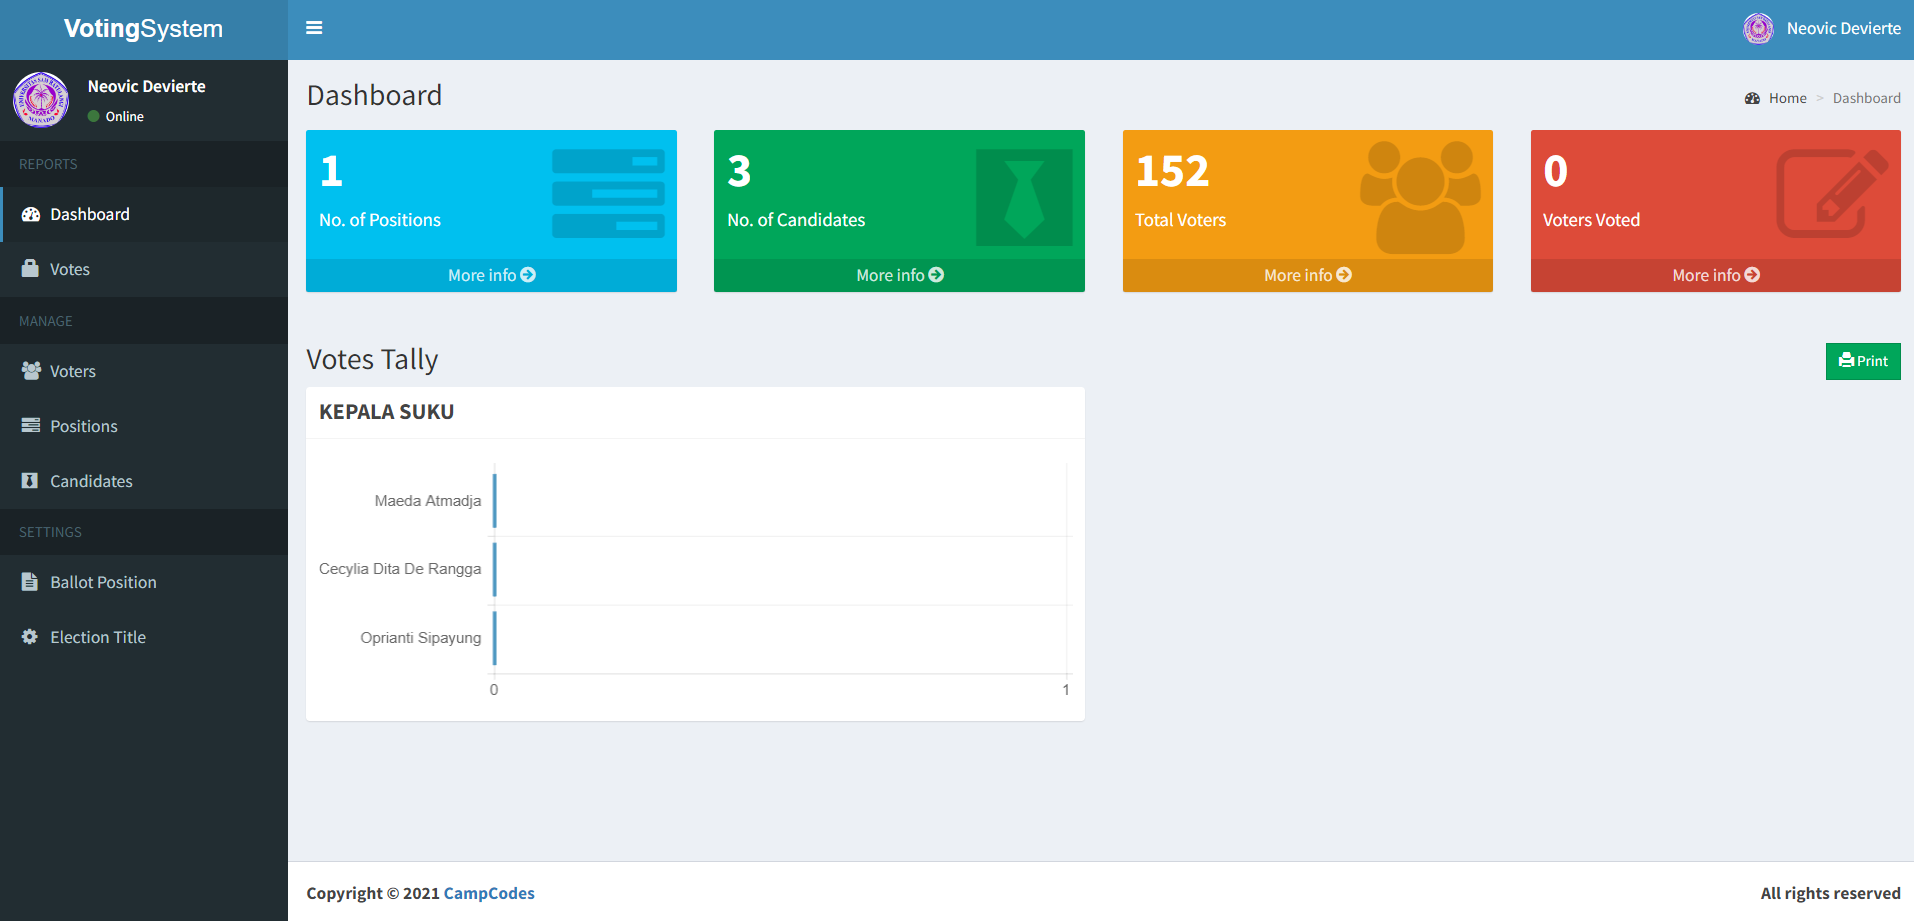 VotingSystem
Neovic Devierte
Neovic Devierte
Online
REPORTS
Dashboard
Votes
MANAGE
Voters
Positions
Candidates
SETTINGS
Ballot Position
Election Title
Dashboard
Home > Dashboard
1
No. of Positions
More info
3
No. of Candidates
More info
152
Total Voters
More info
0
Voters Voted
More info
Votes Tally
Print
KEPALA SUKU
Maeda Atmadja
Cecylia Dita De Rangga
Oprianti Sipayung
0 1
Copyright © 2021 CampCodes
All rights reserved